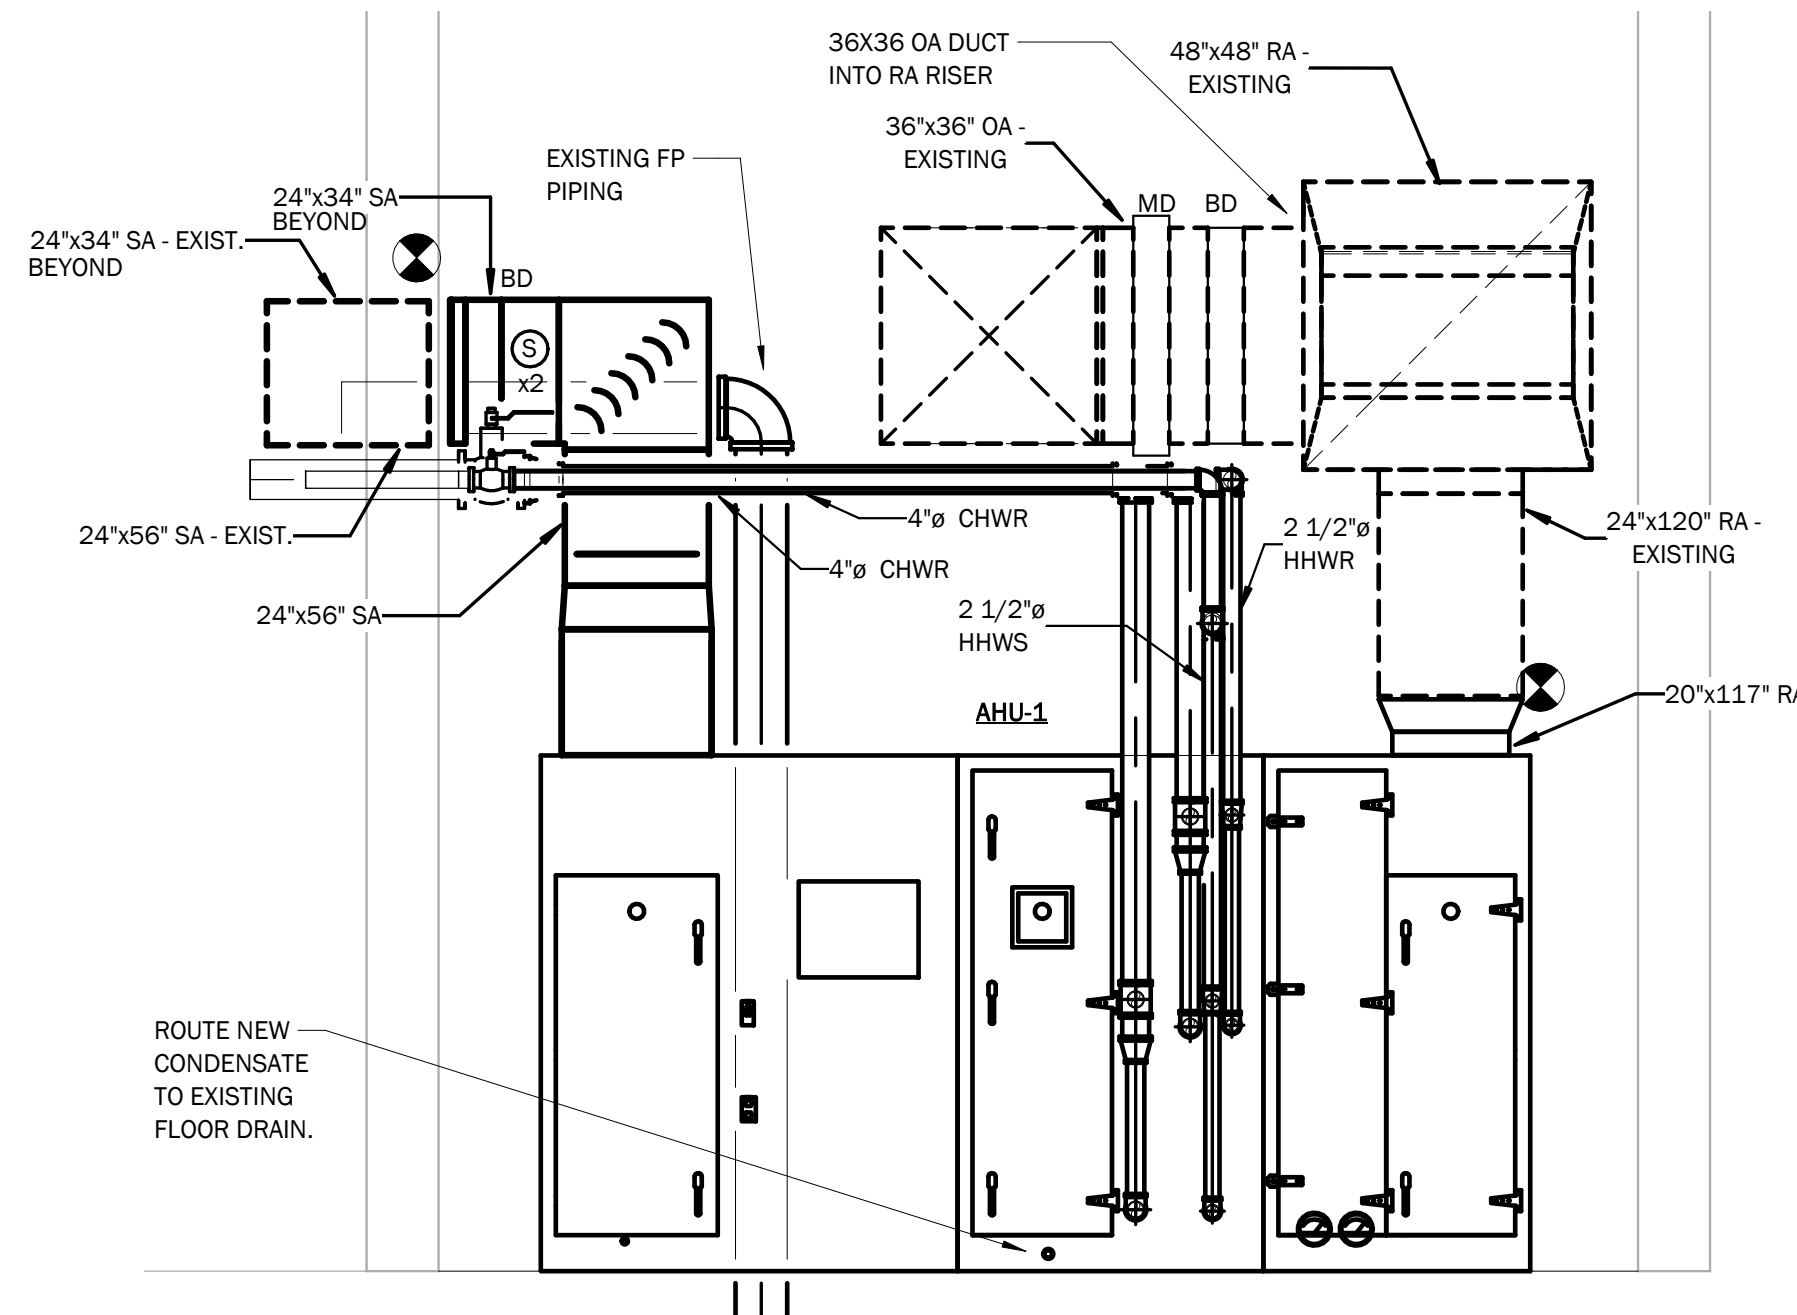 36X36 OA DUCT
INTO RA RISER
48"x48" RA -
EXISTING
36"x36" OA -
EXISTING
EXISTING FP
PIPING
24"x34" SA
BEYOND
24"x34" SA - EXIST.
BEYOND
MD
BD
BD
S
x2
24"x56" SA - EXIST.
4"ø CHWR
4"ø CHWR
2 1/2"ø
HHWR
24"x120" RA -
EXISTING
24"x56" SA
2 1/2"ø
HHWS
20"x117" RA
AHU-1
ROUTE NEW
CONDENSATE
TO EXISTING
FLOOR DRAIN.